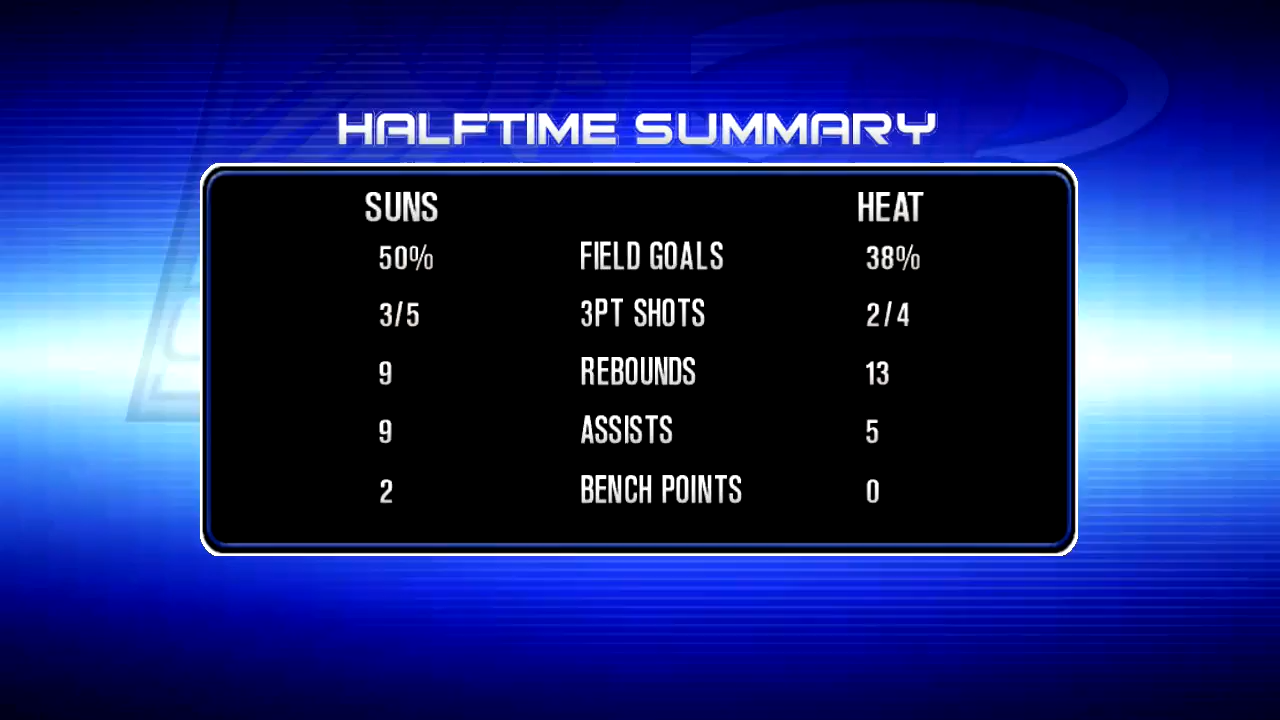 HALFTIME SUMMARY
SUNS HEAT
50% FIELD GOALS 38%
3/5 3PT SHOTS 2/4
9 REBOUNDS 13
9 ASSISTS 5
2 BENCH POINTS 0